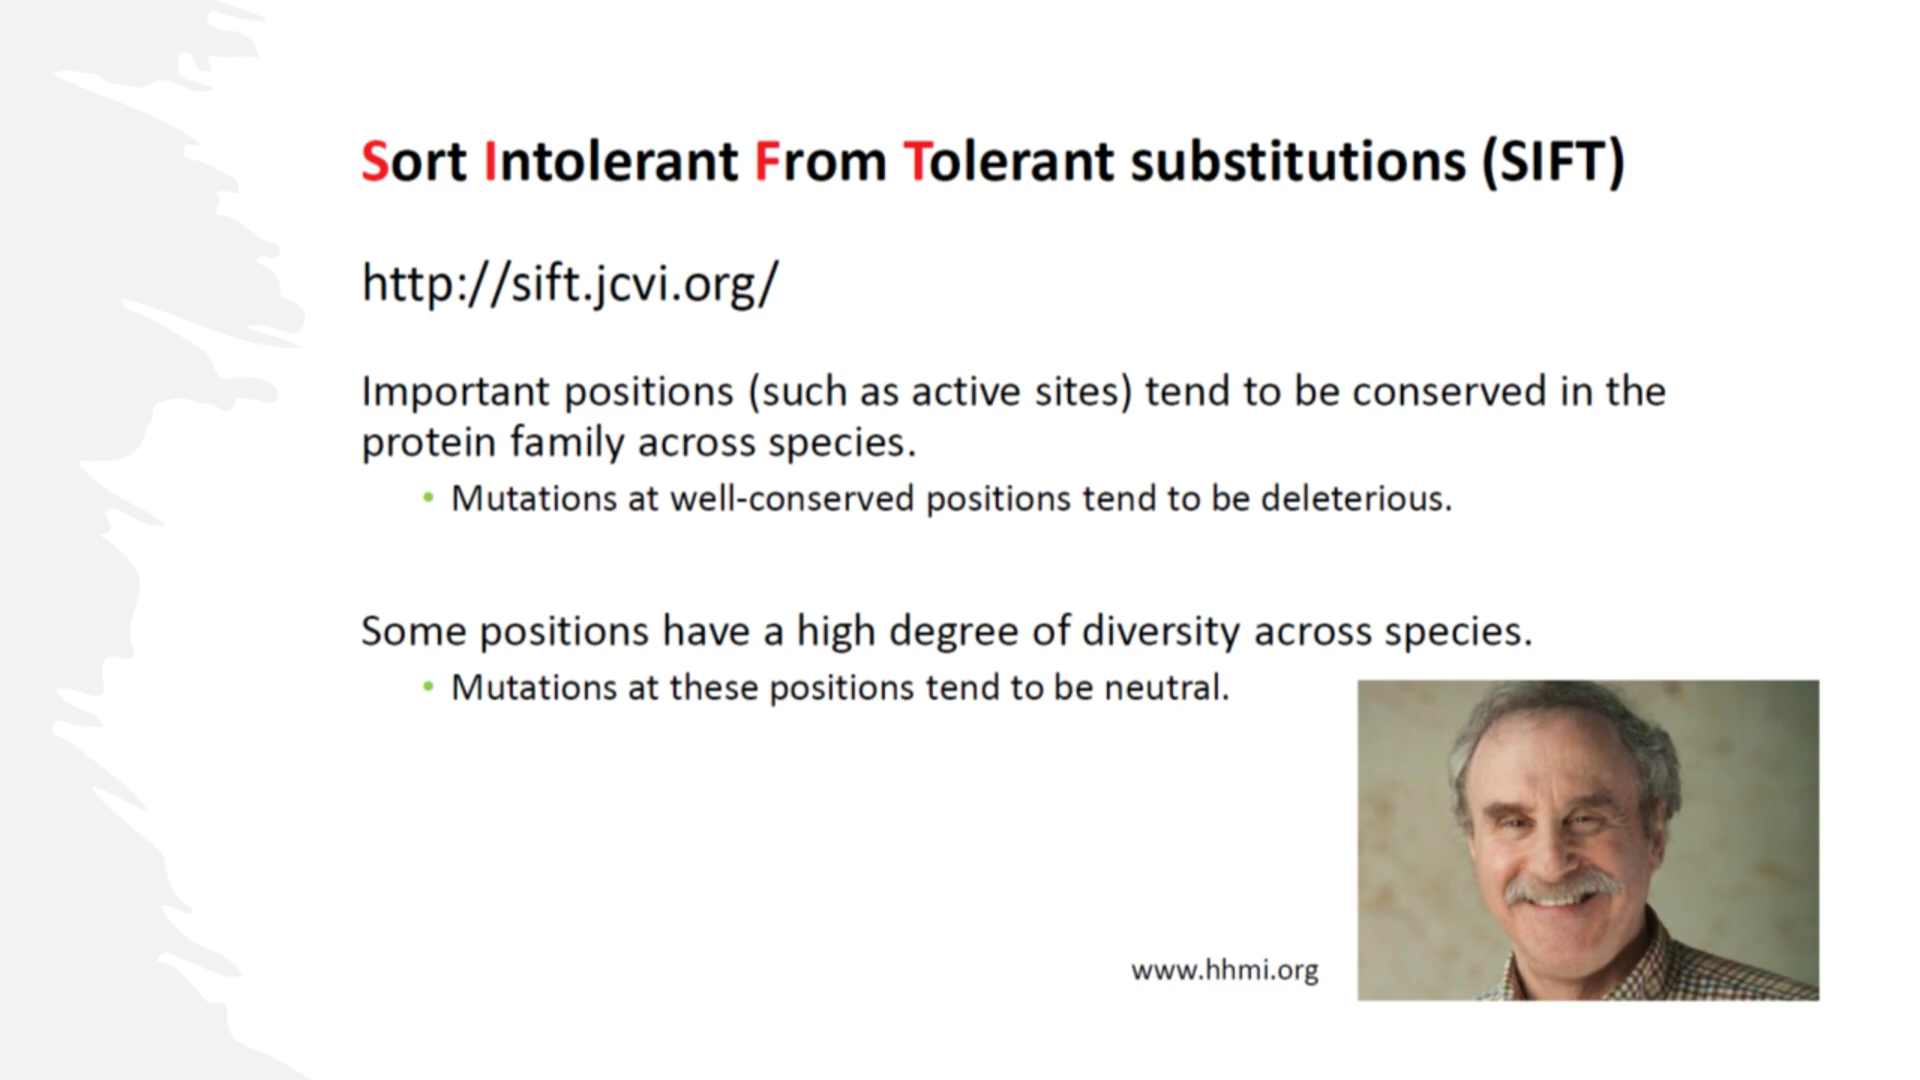 Sort Intolerant From Tolerant substitutions (SIFT)
http://sift.jcvi.org/
Important positions (such as active sites) tend to be conserved in the
protein family across species.
• Mutations at well-conserved positions tend to be deleterious.
Some positions have a high degree of diversity across species.
• Mutations at these positions tend to be neutral.
www.hhmi.org